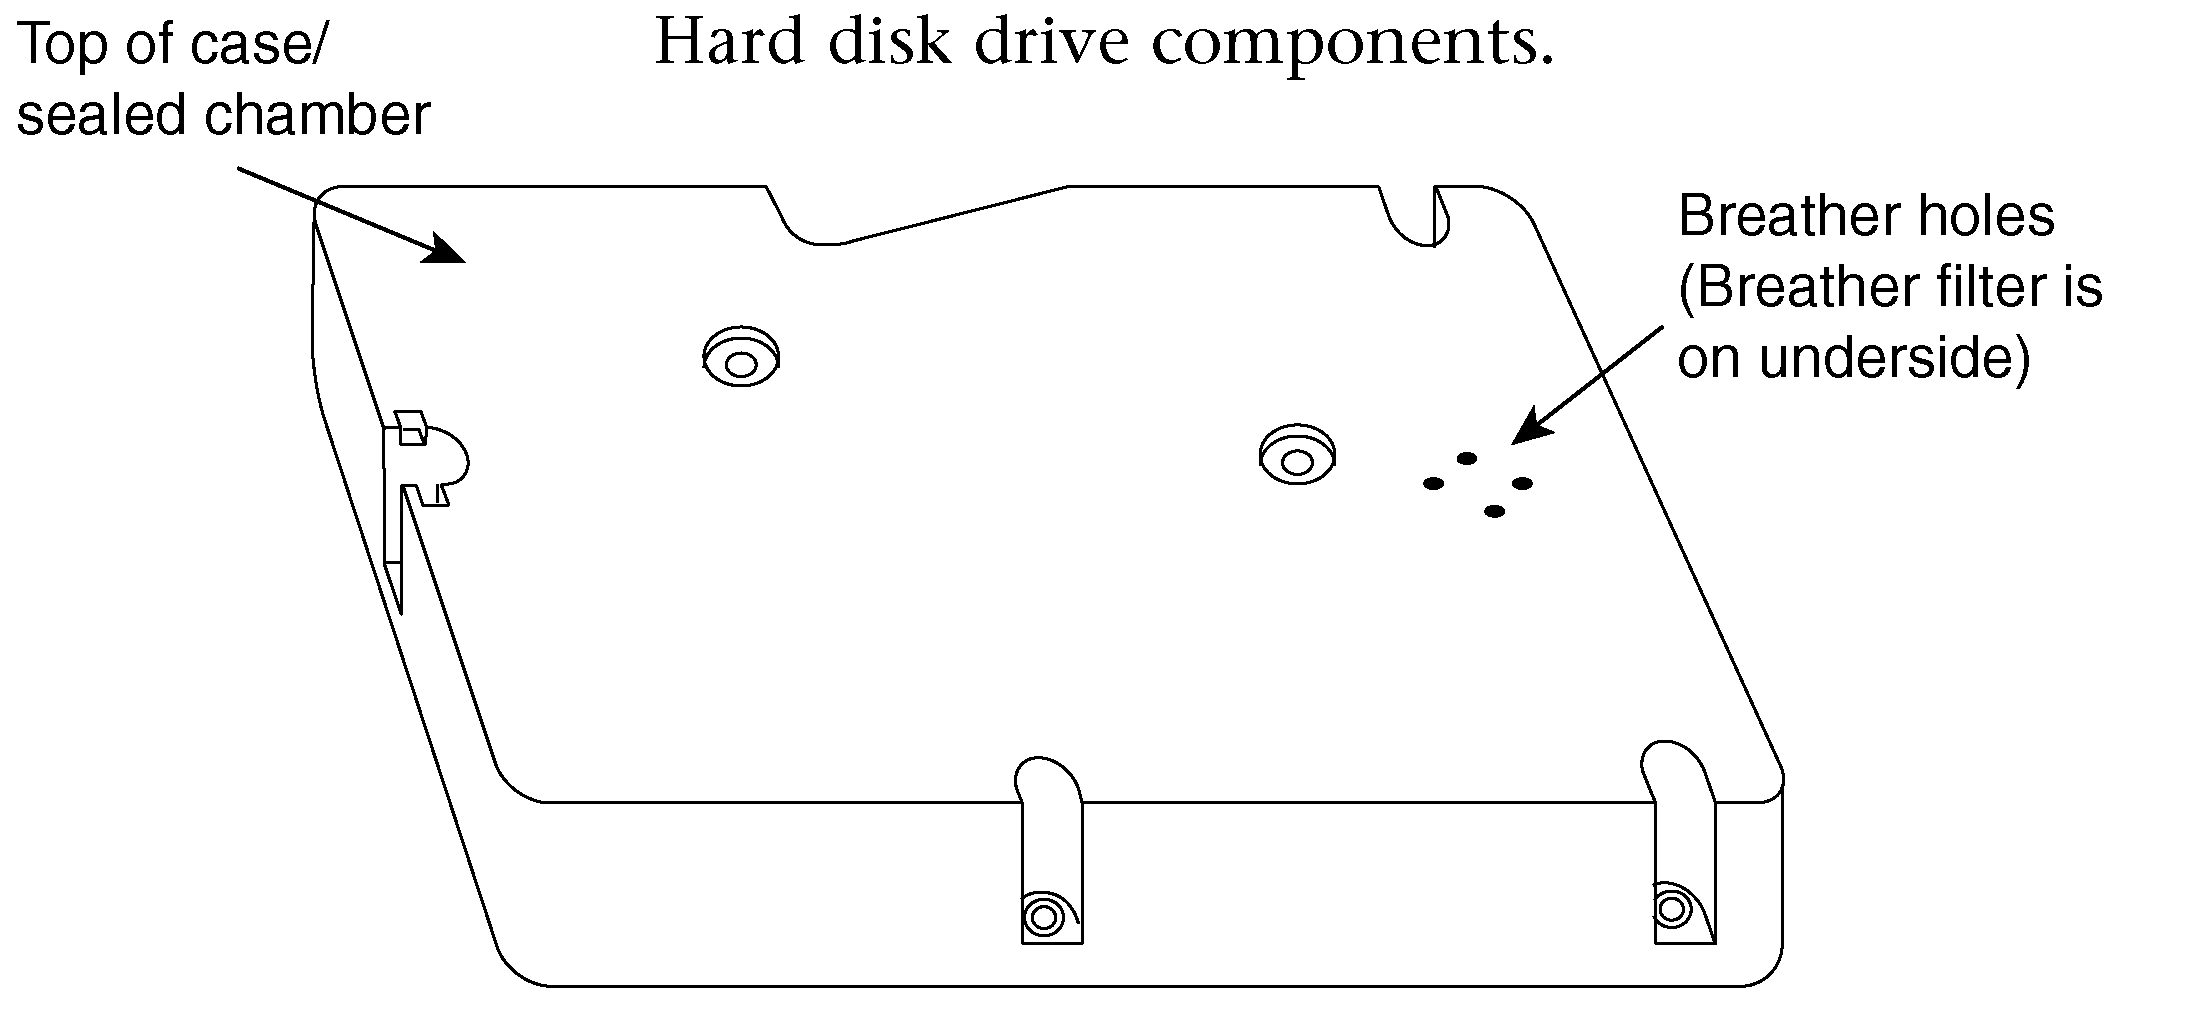 Hard disk drive components.
Top of case/
sealed chamber
Breather holes
(Breather filter is
on underside)